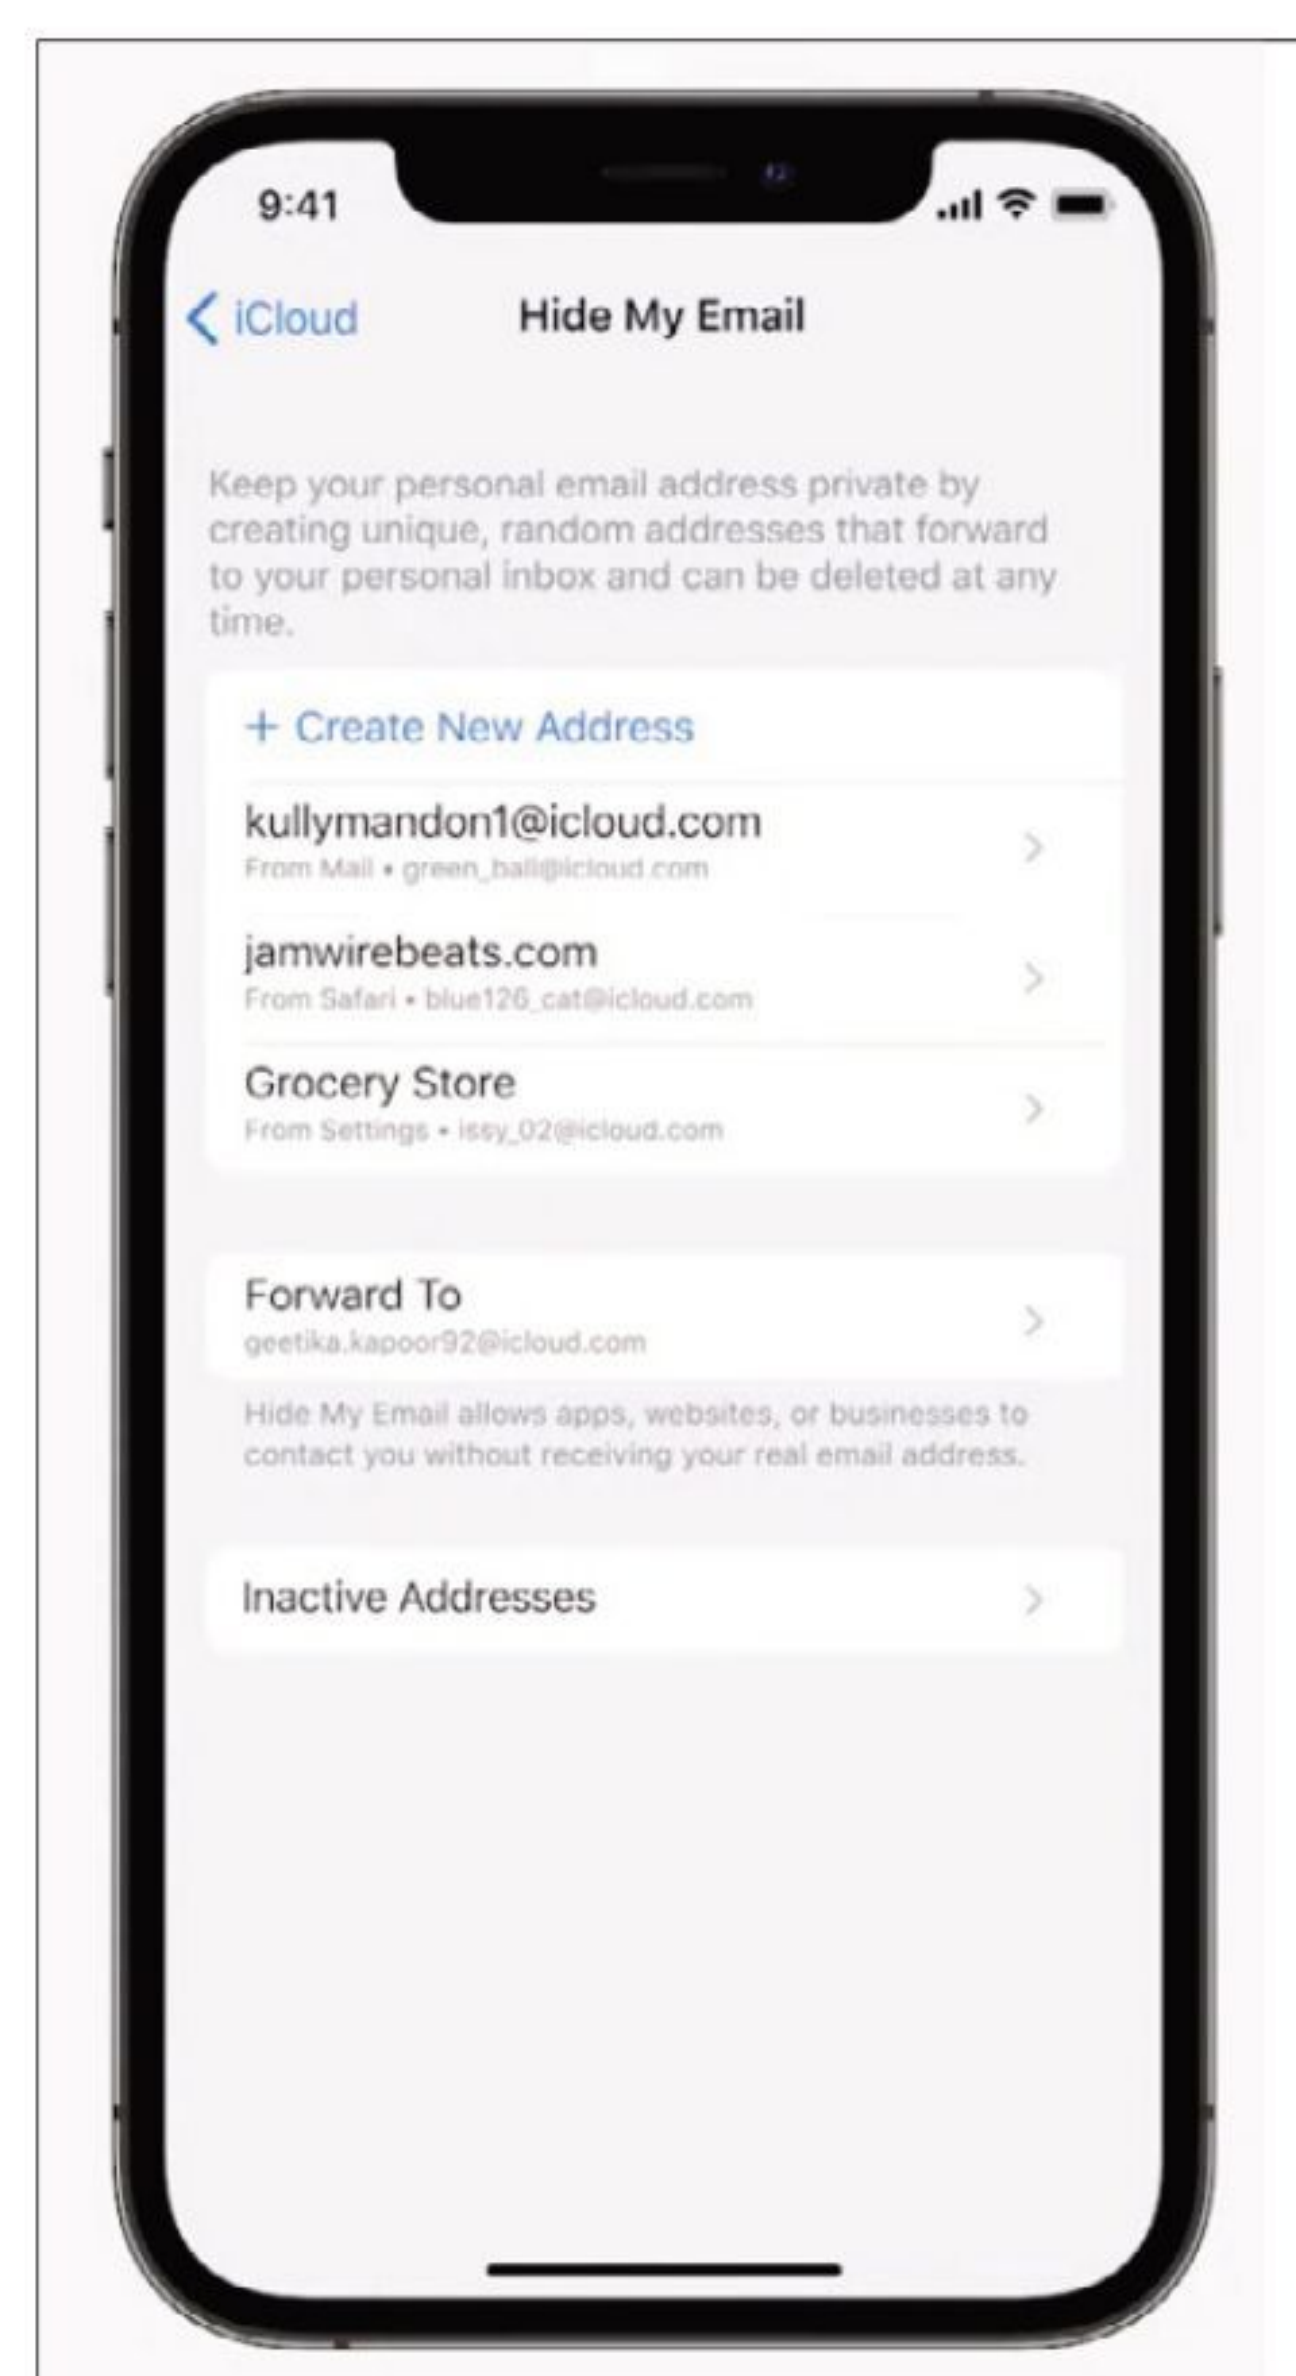 9:41
iCloud
Hide My Email
Keep your personal email address private by
creating unique, random addresses that forward
to your personal inbox and can be deleted at any
time.
+ Create New Address
kullymandon1@icloud.com
From Mail • green_ball@icloud.com
jamwirebeats.com
From Safari • blue126_cat@icloud.com
Grocery Store
From Settings • issy_02@icloud.com
Forward To
geetika.kapoor92@icloud.com
Hide My Email allows apps, websites, or businesses to
contact you without receiving your real email address.
Inactive Addresses